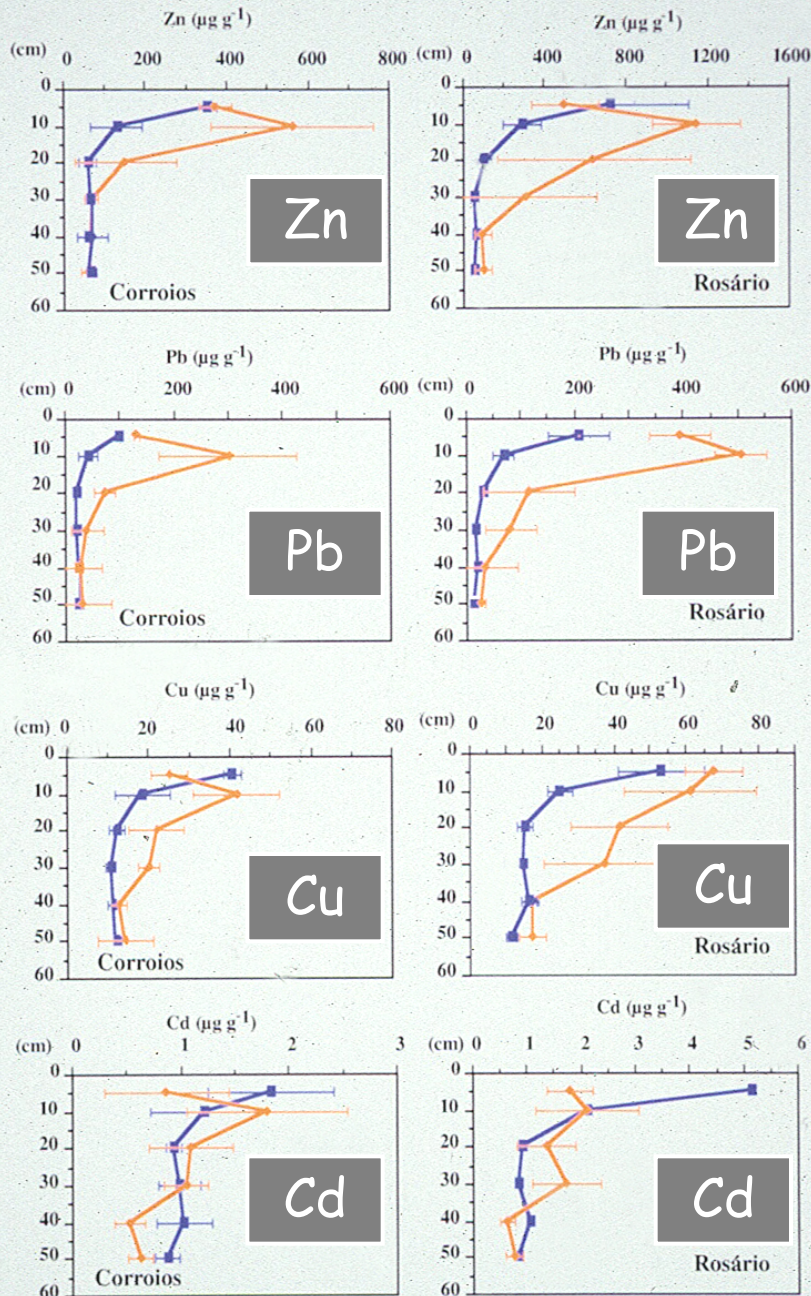 Zn (µg g-1)
(cm) 0 200 400 600 800
0
10
20
30
40
50
60
Zn
Corroios
Zn (µg g-1)
(cm) 0 400 800 1200 1600
0
10
20
30
40
50
60
Zn
Rosário
Pb (µg g-1)
(cm) 0 200 400 600
0
10
20
30
40
50
60
Pb
Corroios
Pb (µg g-1)
(cm) 0 200 400 600
0
10
20
30
40
50
60
Pb
Rosário
Cu (µg g-1)
(cm) 0 20 40 60 80
0
10
20
30
40
50
60
Cu
Corroios
Cu (µg g-1)
(cm) 0 20 40 60 80
0
10
20
30
40
50
60
Cu
Rosário
Cd (µg g-1)
(cm) 0 1 2 3
0
10
20
30
40
50
60
Cd
Corroios
Cd (µg g-1)
(cm) 0 1 2 3 4 5 6
0
10
20
30
40
50
60
Cd
Rosário